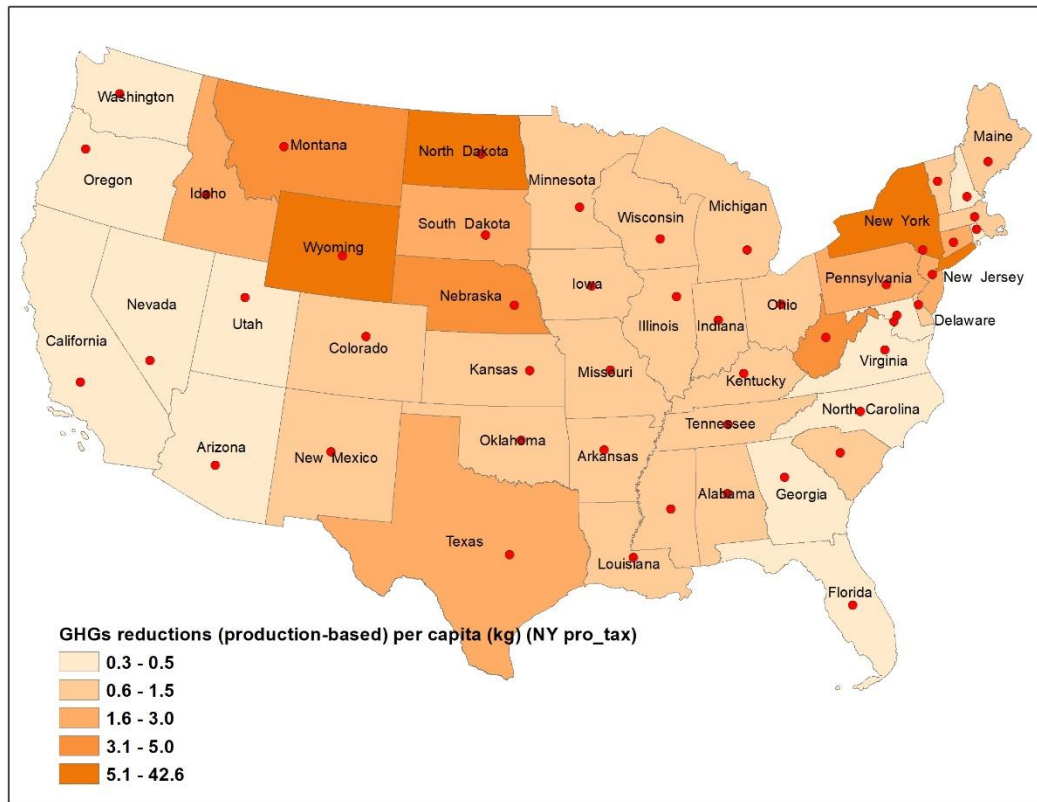 Washington
Montana
North Dakota
Maine
Oregon
Idaho
Minnesota
South Dakota
Wisconsin
Michigan
New York
Wyoming
Nebraska
Iowa
Pennsylvania
New Jersey
Nevada
Utah
California
Colorado
Illinois
Indiana
Ohio
Delaware
Kansas
Missouri
Kentucky
Virginia
Arizona
New Mexico
Oklahoma
Arkansas
Tennessee
North Carolina
Texas
Louisiana
Alabama
Georgia
Florida
GHGs reductions (production-based) per capita (kg) (NY pro_tax)
0.3 - 0.5
0.6 - 1.5
1.6 - 3.0
3.1 - 5.0
5.1 - 42.6